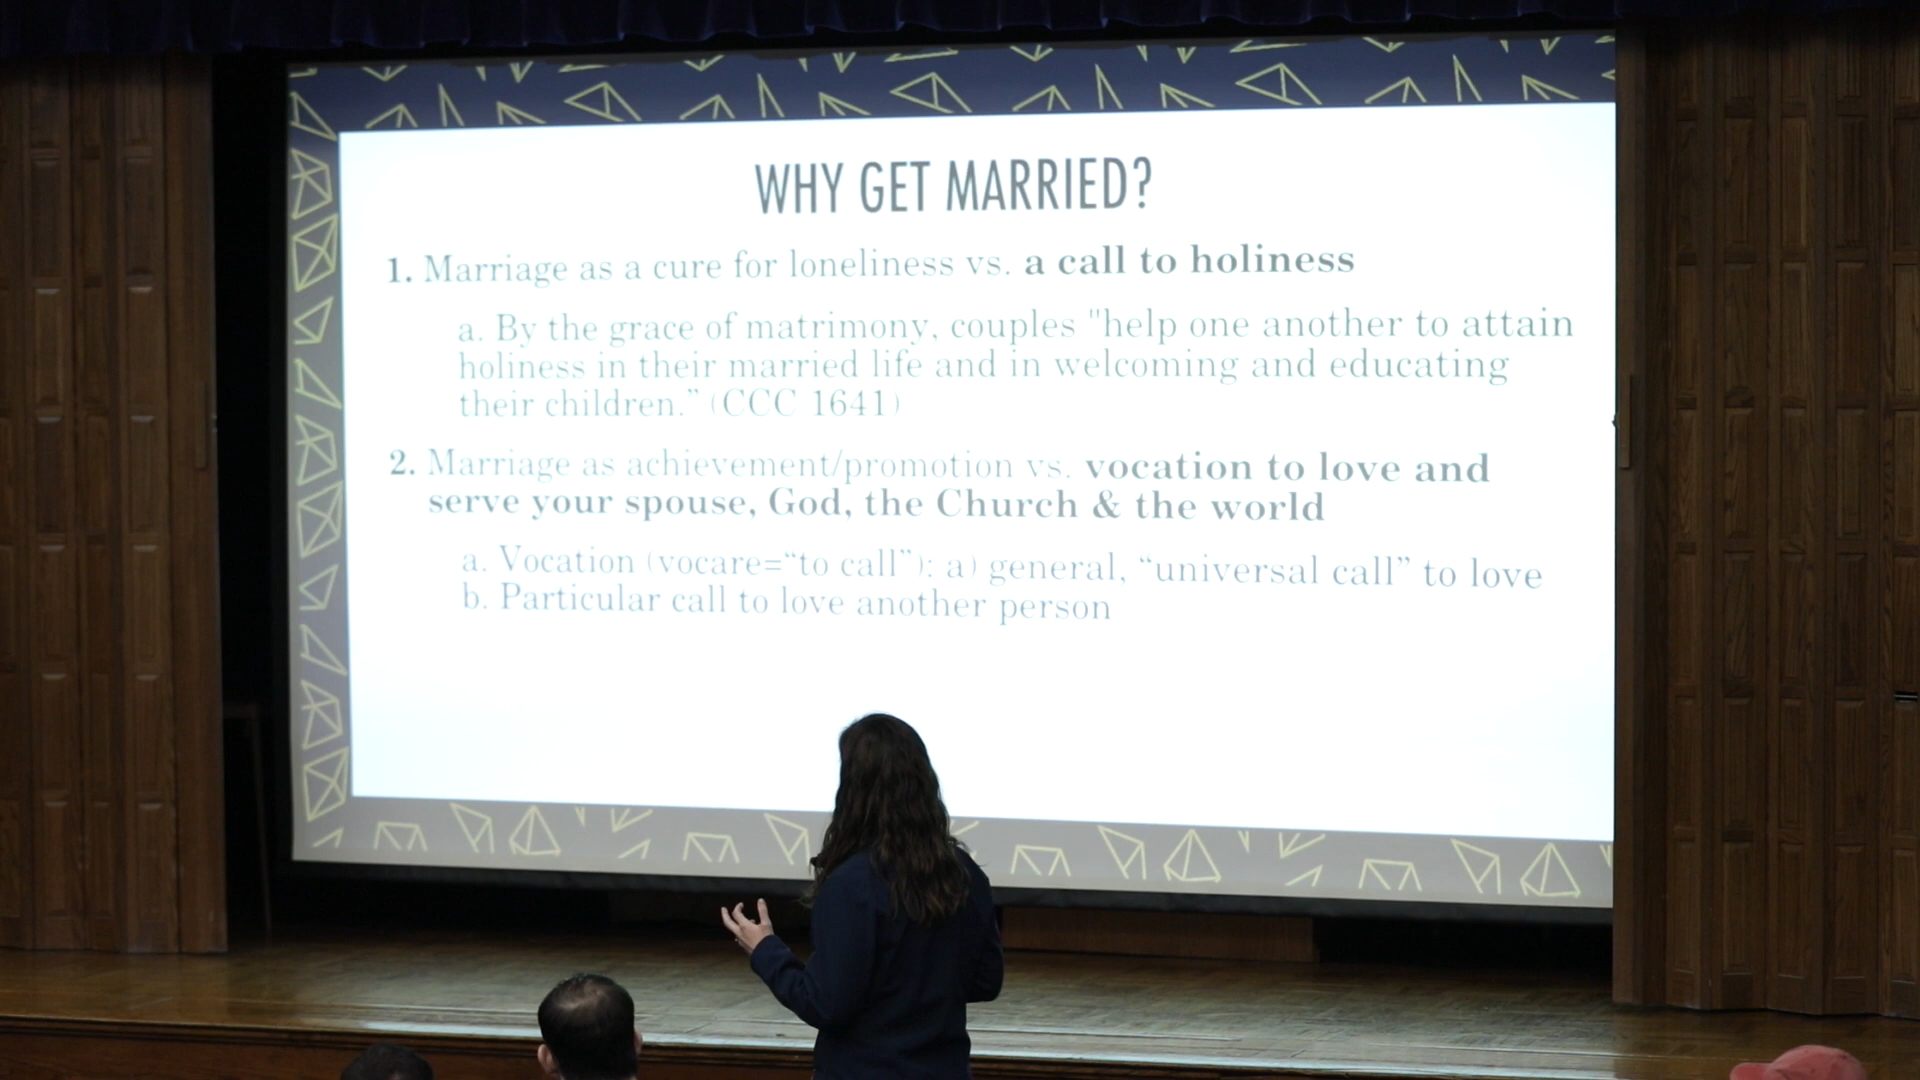 WHY GET MARRIED?
1. Marriage as a cure for loneliness vs. a call to holiness
a. By the grace of matrimony, couples "help one another to attain
holiness in their married life and in welcoming and educating
their children.” (CCC 1641)
2. Marriage as achievement/promotion vs. vocation to love and
serve your spouse, God, the Church & the world
a. Vocation (vocare=“to call”): a) general, “universal call” to love
b. Particular call to love another person